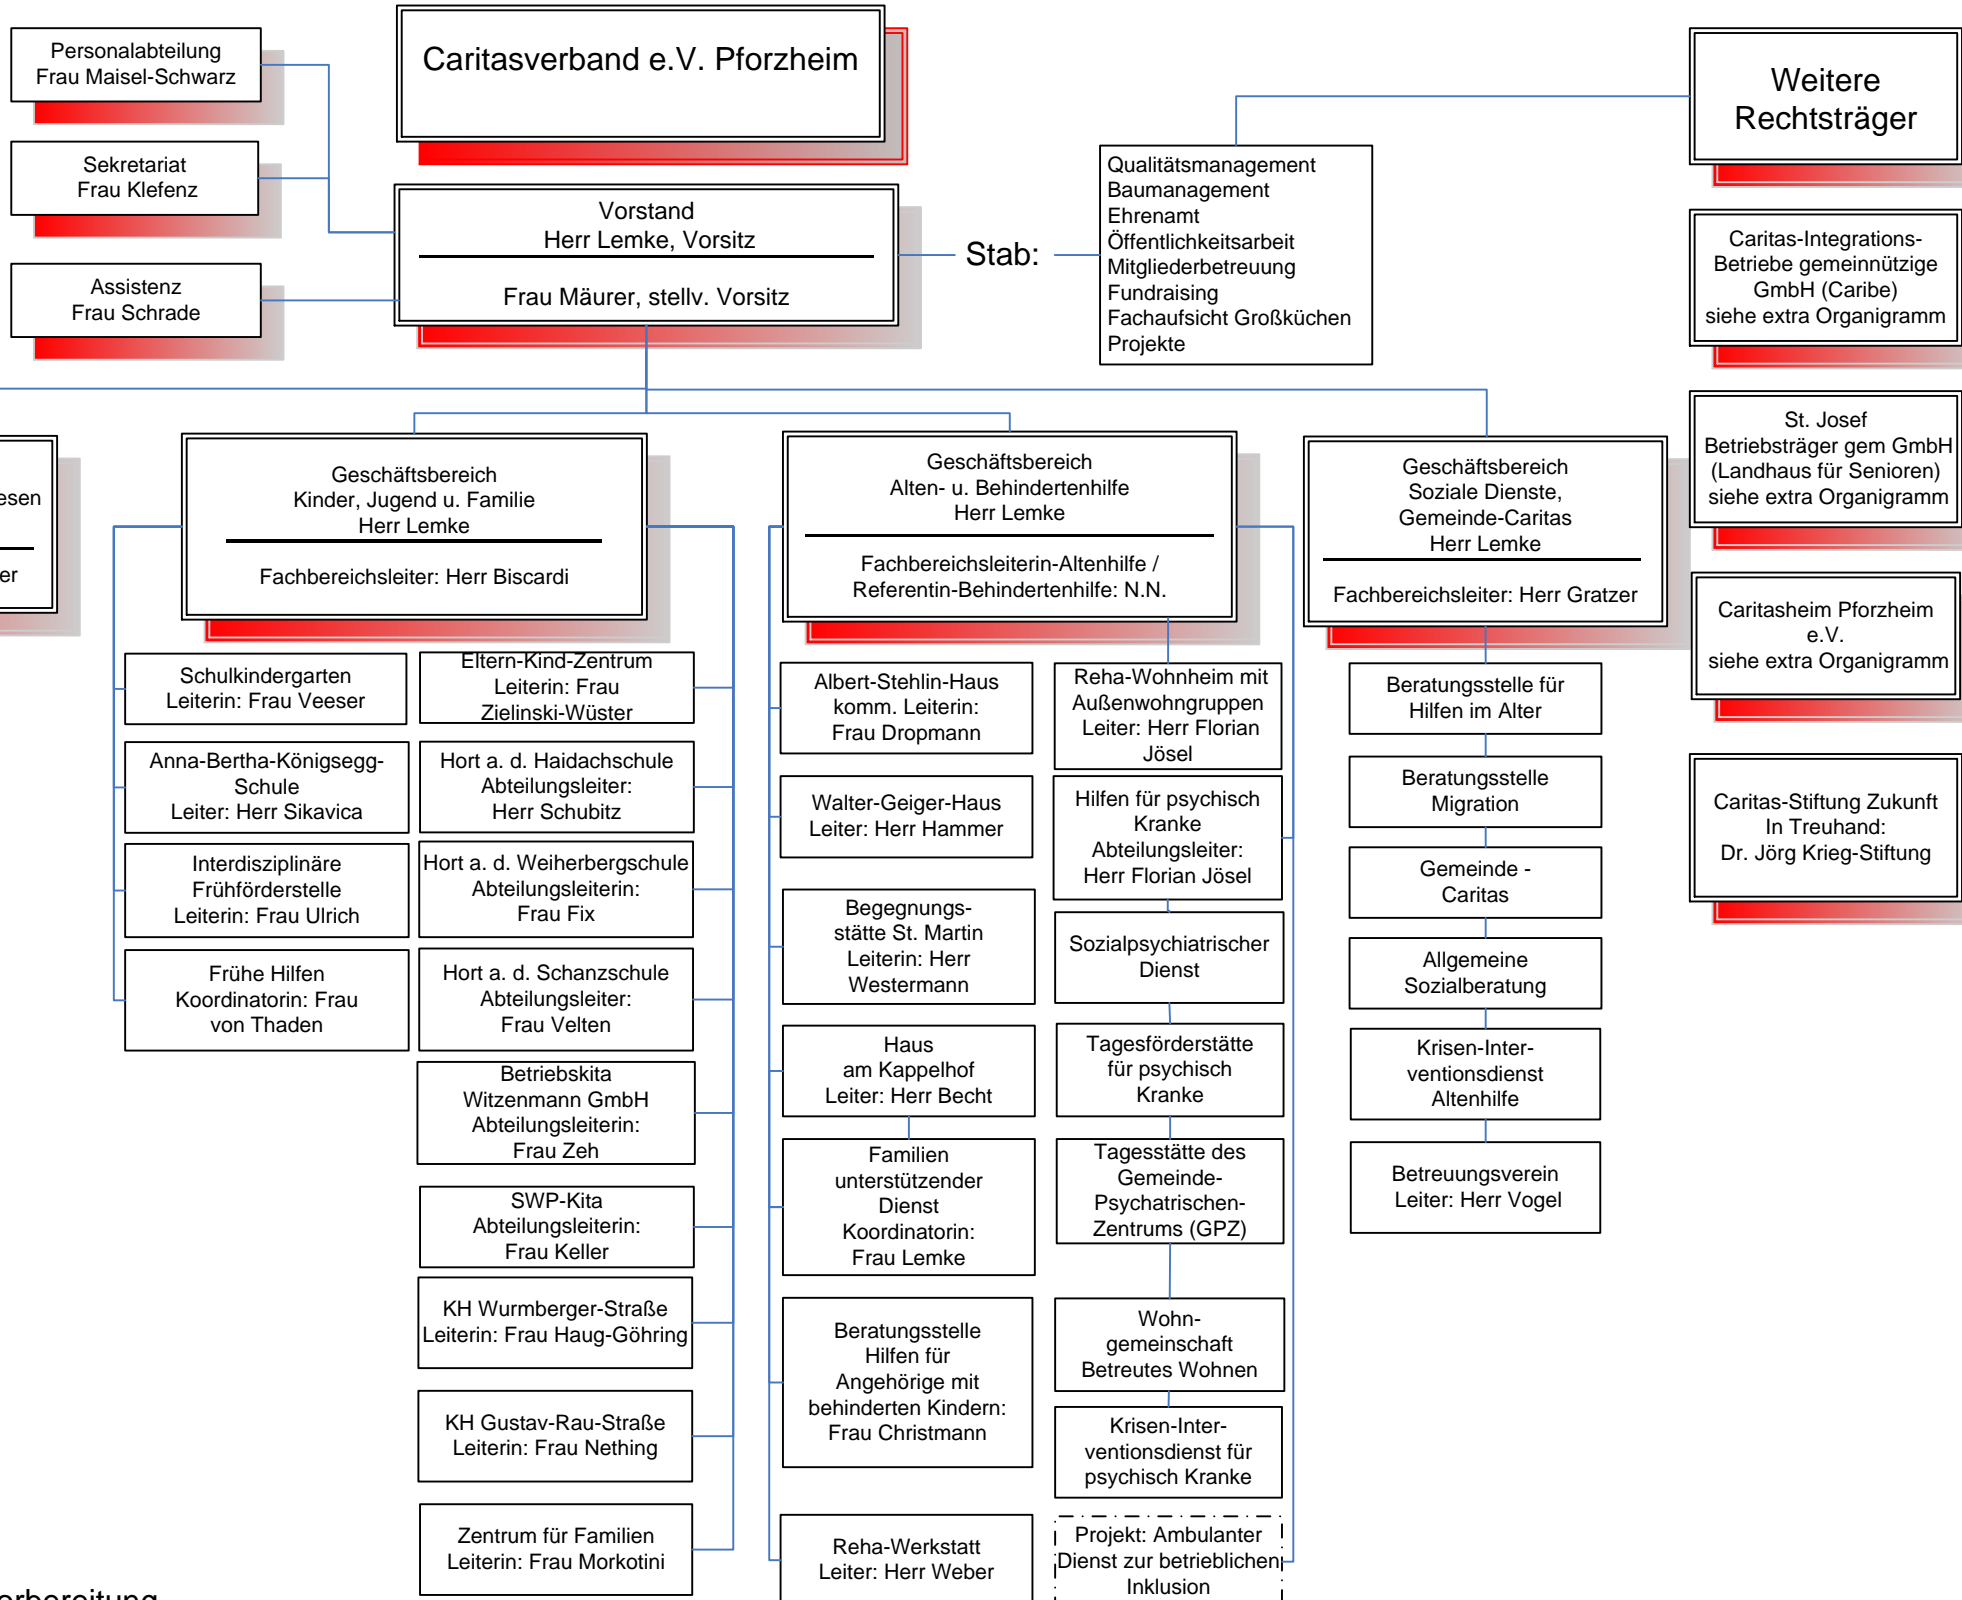 Personalabteilung
Frau Maisel-Schwarz
Sekretariat
Frau Klefenz
Assistenz
Frau Schrade
Caritasverband e.V. Pforzheim
Vorstand
Herr Lemke, Vorsitz
Frau Mäurer, stellv. Vorsitz
Stab:
Qualitätsmanagement
Baumanagement
Ehrenamt
Öffentlichkeitsarbeit
Mitgliederbetreuung
Fundraising
Fachaufsicht Großküchen
Projekte
Weitere
Rechtsträger
Caritas-Integrations-
Betriebe gemeinnützige
GmbH (Caribe)
siehe extra Organigramm
St. Josef
Betriebsträger gem GmbH
(Landhaus für Senioren)
siehe extra Organigramm
Caritasheim Pforzheim
e.V.
siehe extra Organigramm
Caritas-Stiftung Zukunft
In Treuhand:
Dr. Jörg Krieg-Stiftung
esen
er
Geschäftsbereich
Kinder, Jugend u. Familie
Herr Lemke
Fachbereichsleiter: Herr Biscardi
Schulkindergarten
Leiterin: Frau Veeser
Anna-Bertha-Königsegg-
Schule
Leiter: Herr Sikavica
Interdisziplinäre
Frühförderstelle
Leiterin: Frau Ulrich
Frühe Hilfen
Koordinatorin: Frau
von Thaden
Eltern-Kind-Zentrum
Leiterin: Frau
Zielinski-Wüster
Hort a. d. Haidachschule
Abteilungsleiter:
Herr Schubitz
Hort a. d. Weiherbergschule
Abteilungsleiterin:
Frau Fix
Hort a. d. Schanzschule
Abteilungsleiter:
Frau Velten
Betriebskita
Witzenmann GmbH
Abteilungsleiterin:
Frau Zeh
SWP-Kita
Abteilungsleiterin:
Frau Keller
KH Wurmberger-Straße
Leiterin: Frau Haug-Göhring
KH Gustav-Rau-Straße
Leiterin: Frau Nething
Zentrum für Familien
Leiterin: Frau Morkotini
Geschäftsbereich
Alten- u. Behindertenhilfe
Herr Lemke
Fachbereichsleiterin-Altenhilfe /
Referentin-Behindertenhilfe: N.N.
Albert-Stehlin-Haus
komm. Leiterin:
Frau Dropmann
Walter-Geiger-Haus
Leiter: Herr Hammer
Begegnungs-
stätte St. Martin
Leiterin: Herr
Westermann
Haus
am Kappelhof
Leiter: Herr Becht
Familien
unterstützender
Dienst
Koordinatorin:
Frau Lemke
Beratungsstelle
Hilfen für
Angehörige mit
behinderten Kindern:
Frau Christmann
Reha-Werkstatt
Leiter: Herr Weber
Reha-Wohnheim mit
Außenwohngruppen
Leiter: Herr Florian
Jösel
Hilfen für psychisch
Kranke
Abteilungsleiter:
Herr Florian Jösel
Sozialpsychiatrischer
Dienst
Tagesförderstätte
für psychisch
Kranke
Tagesstätte des
Gemeinde-
Psychatrischen-
Zentrums (GPZ)
Wohn-
gemeinschaft
Betreutes Wohnen
Krisen-Inter-
ventionsdienst für
psychisch Kranke
Projekt: Ambulanter
Dienst zur betrieblichen
Inklusion
Geschäftsbereich
Soziale Dienste,
Gemeinde-Caritas
Herr Lemke
Fachbereichsleiter: Herr Gratzer
Beratungsstelle für
Hilfen im Alter
Beratungsstelle
Migration
Gemeinde -
Caritas
Allgemeine
Sozialberatung
Krisen-Inter-
ventionsdienst
Altenhilfe
Betreuungsverein
Leiter: Herr Vogel